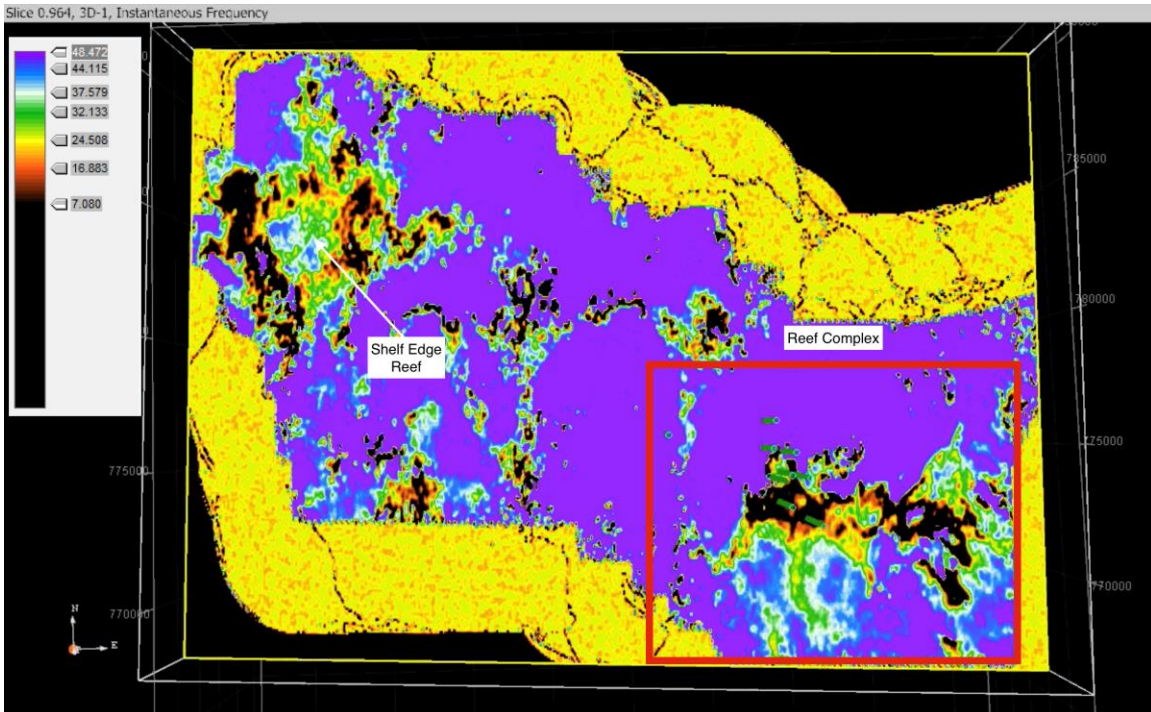 Slice 0.964, 3D-1, Instantaneous Frequency
48.472
44.115
37.579
32.133
24.508
16.883
7.080
785000
780000
Shelf Edge
Reef
Reef Complex
775000
775000
770000
770000
N
E